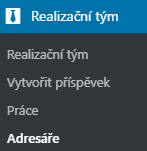 Realizační tým
Realizační tým
Vytvořit příspěvek
Práce
Adresáře